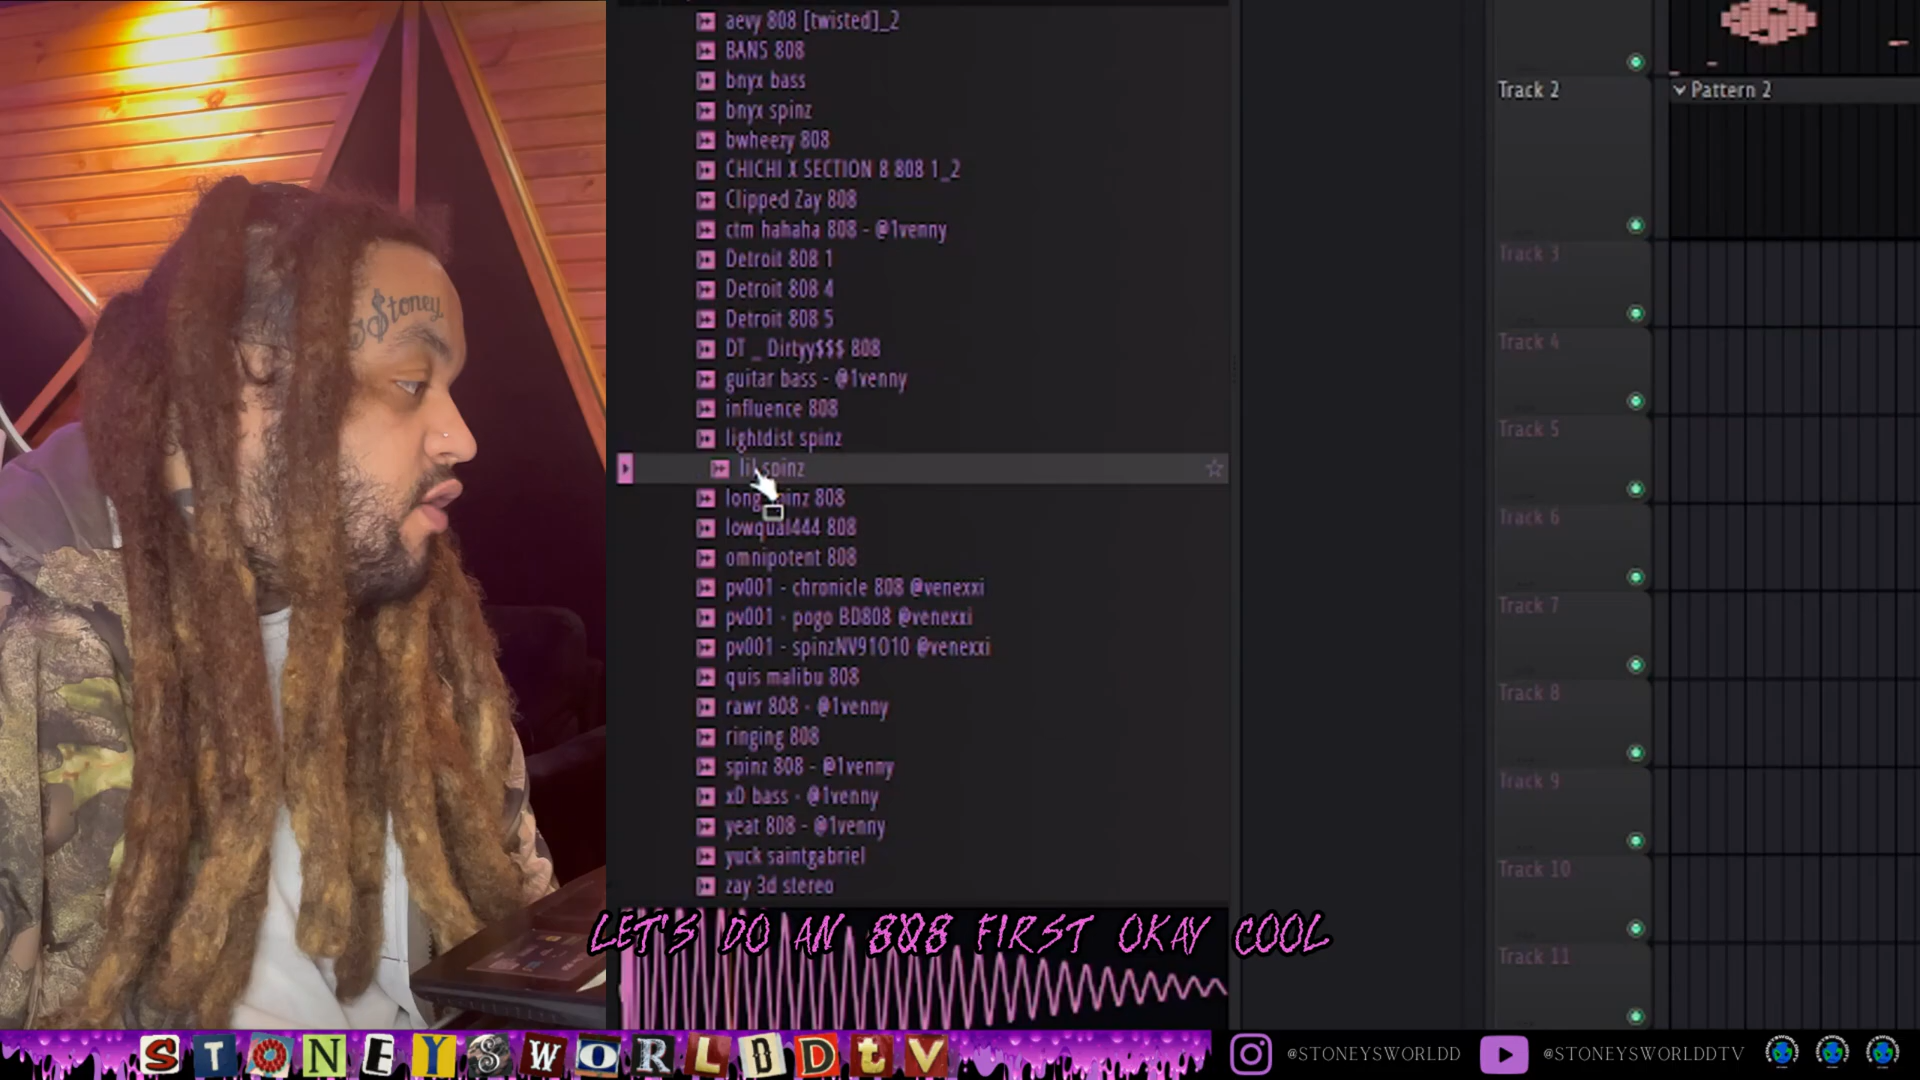 $toney
aevy 808 [twisted]_2
BANS 808
bnyx bass
bnyx spinz
bwheezy 808
CHICHI X SECTION 8 808 1_2
Clipped Zay 808
ctm hahaha 808 - @1venny
Detroit 808 1
Detroit 808 4
Detroit 808 5
DT _ Dirtyy$$$ 808
guitar bass - @1venny
influence 808
lightdist spinz
lil spinz
long spinz 808
lowqual444 808
omnipotent 808
pv001 - chronicle 808 @venexxi
pv001 - pogo BD808 @venexxi
pv001 - spinzNV91O10 @venexxi
quis malibu 808
rawr 808 - @1venny
ringing 808
spinz 808 - @1venny
xD bass - @1venny
yeat 808 - @1venny
yuck saintgabriel
zay 3d stereo
Track 2
Pattern 2
Track 3
Track 4
Track 5
Track 6
Track 7
Track 8
Track 9
Track 10
Track 11
LET'S DO AN 808 FIRST OKAY COOL
STONEYSWORLDDtV
@STONEYSWORLDD
@STONEYSWORLDDTV